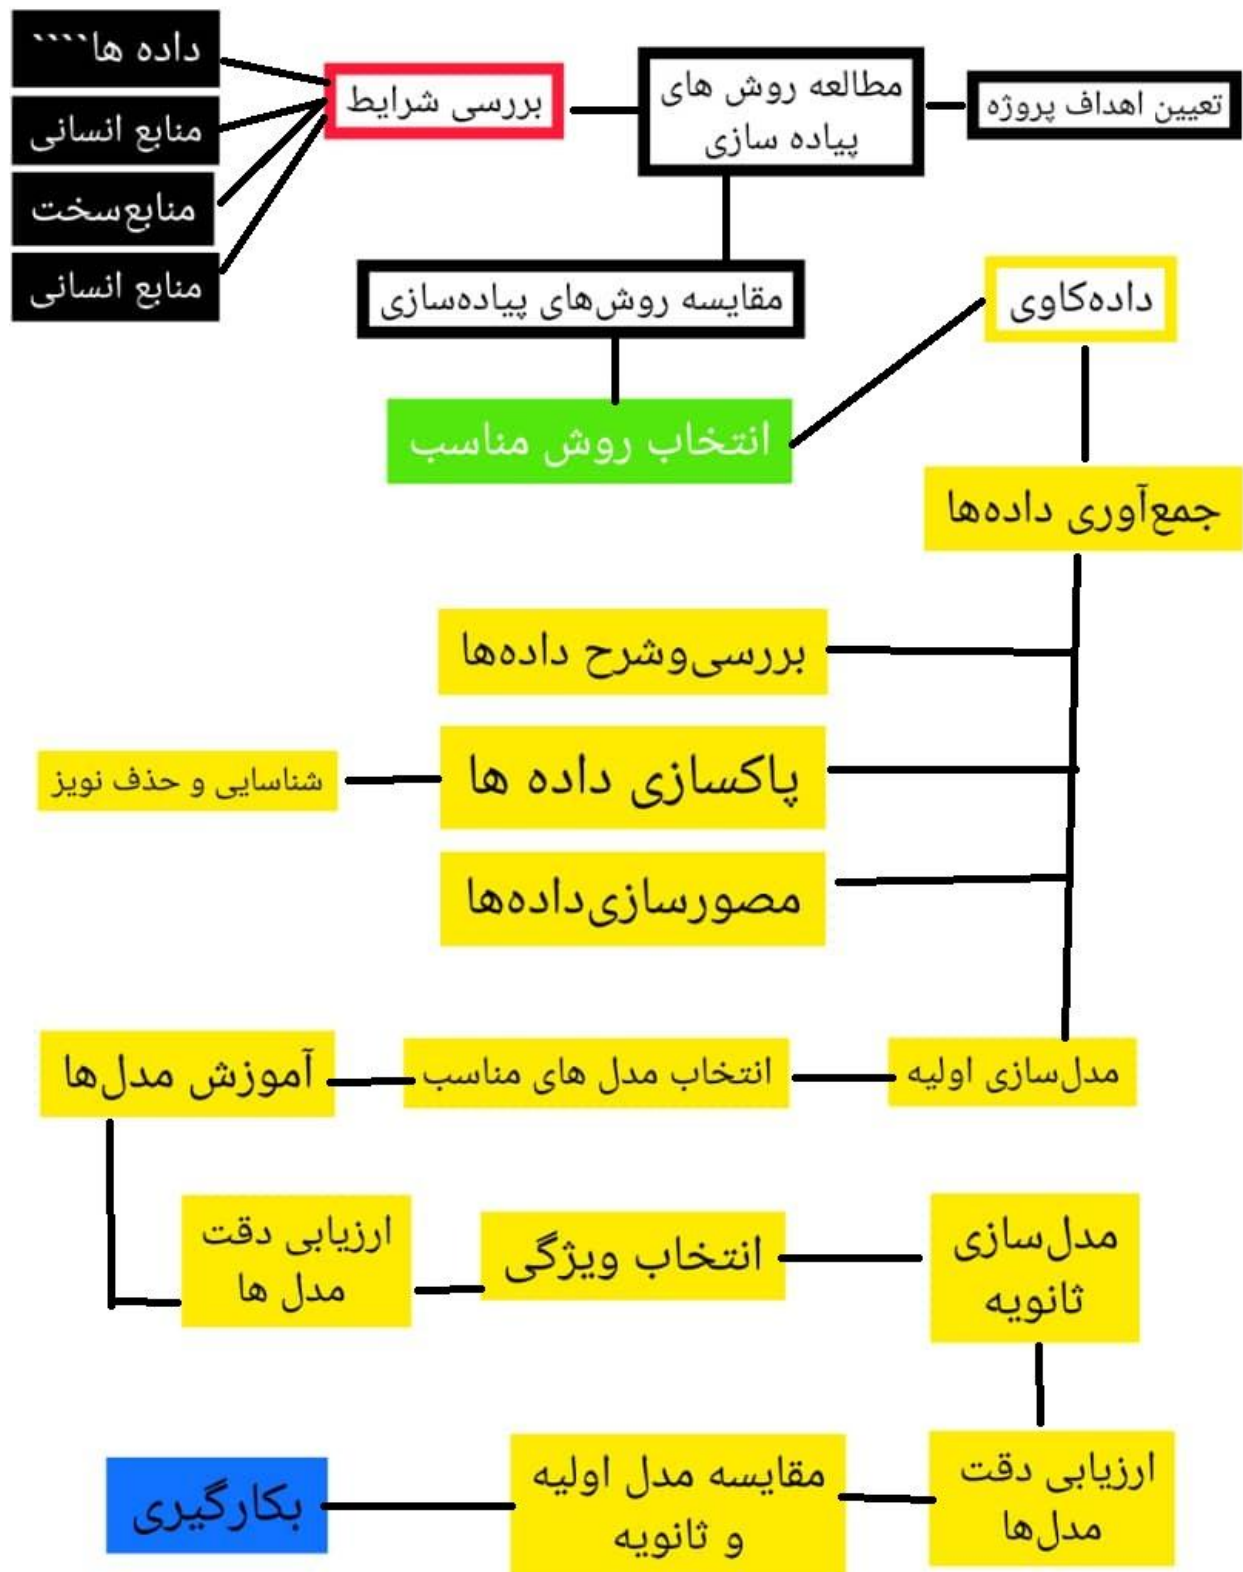 تعیین اهداف پروژه
مطالعه روش های
پیاده سازی
بررسی شرایط
داده ها````
منابع انسانی
منابع‌سخت
منابع انسانی
مقایسه روش‌های پیاده‌سازی
انتخاب روش مناسب
داده‌کاوی
جمع‌آوری داده‌ها
بررسی‌وشرح داده‌ها
پاکسازی داده ها
شناسایی و حذف نویز
مصورسازی‌داده‌ها
مدل‌سازی اولیه
انتخاب مدل های مناسب
آموزش مدل‌ها
ارزیابی دقت
مدل ها
انتخاب ویژگی
مدل‌سازی
ثانویه
ارزیابی دقت
مدل‌ها
مقایسه مدل اولیه
و ثانویه
بکارگیری